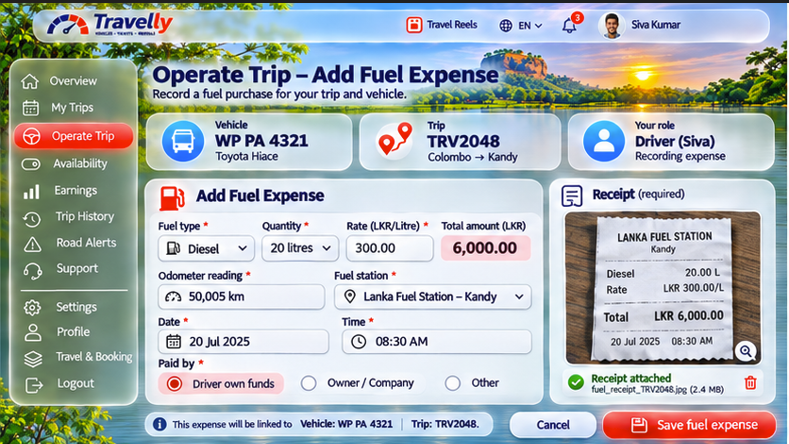 Travelly
VEHICLES • YACHTS • RENTALS
Travel Reels
EN
3
Siva Kumar
Overview
My Trips
Operate Trip
Availability
Earnings
Trip History
Road Alerts
Support
Settings
Profile
Travel & Booking
Logout
Operate Trip – Add Fuel Expense
Record a fuel purchase for your trip and vehicle.
Vehicle
WP PA 4321
Toyota Hiace
Trip
TRV2048
Colombo → Kandy
Your role
Driver (Siva)
Recording expense
Add Fuel Expense
Fuel type * Quantity * Rate (LKR/Litre) * Total amount (LKR)
Diesel 20 litres 300.00 6,000.00
Odometer reading * Fuel station *
50,005 km Lanka Fuel Station – Kandy
Date * Time *
20 Jul 2025 08:30 AM
Paid by *
Driver own funds Owner / Company Other
Receipt (required)
LANKA FUEL STATION
Kandy
Diesel 20.00 L
Rate LKR 300.00/L
Total LKR 6,000.00
20 Jul 2025 08:30 AM
Receipt attached
fuel_receipt_TRV2048.jpg (2.4 MB)
This expense will be linked to Vehicle: WP PA 4321 | Trip: TRV2048.
Cancel
Save fuel expense